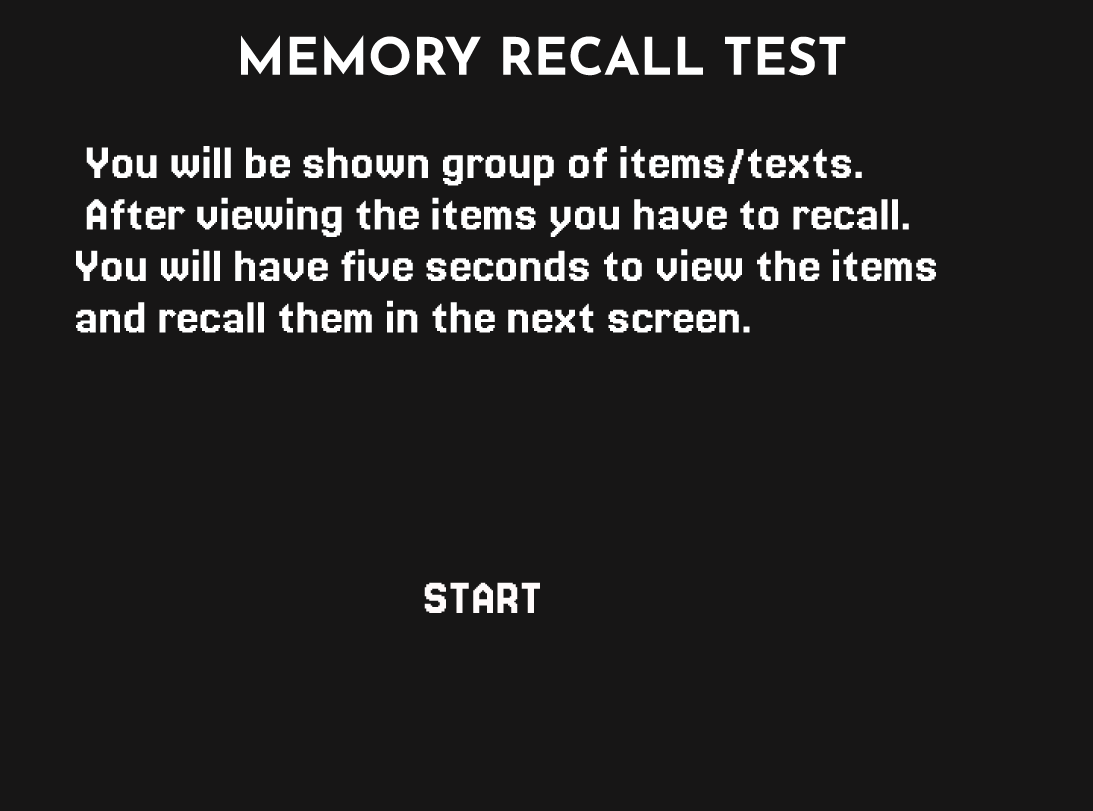 MEMORY RECALL TEST
You will be shown group of items/texts.
After viewing the items you have to recall.
You will have five seconds to view the items
and recall them in the next screen.
START